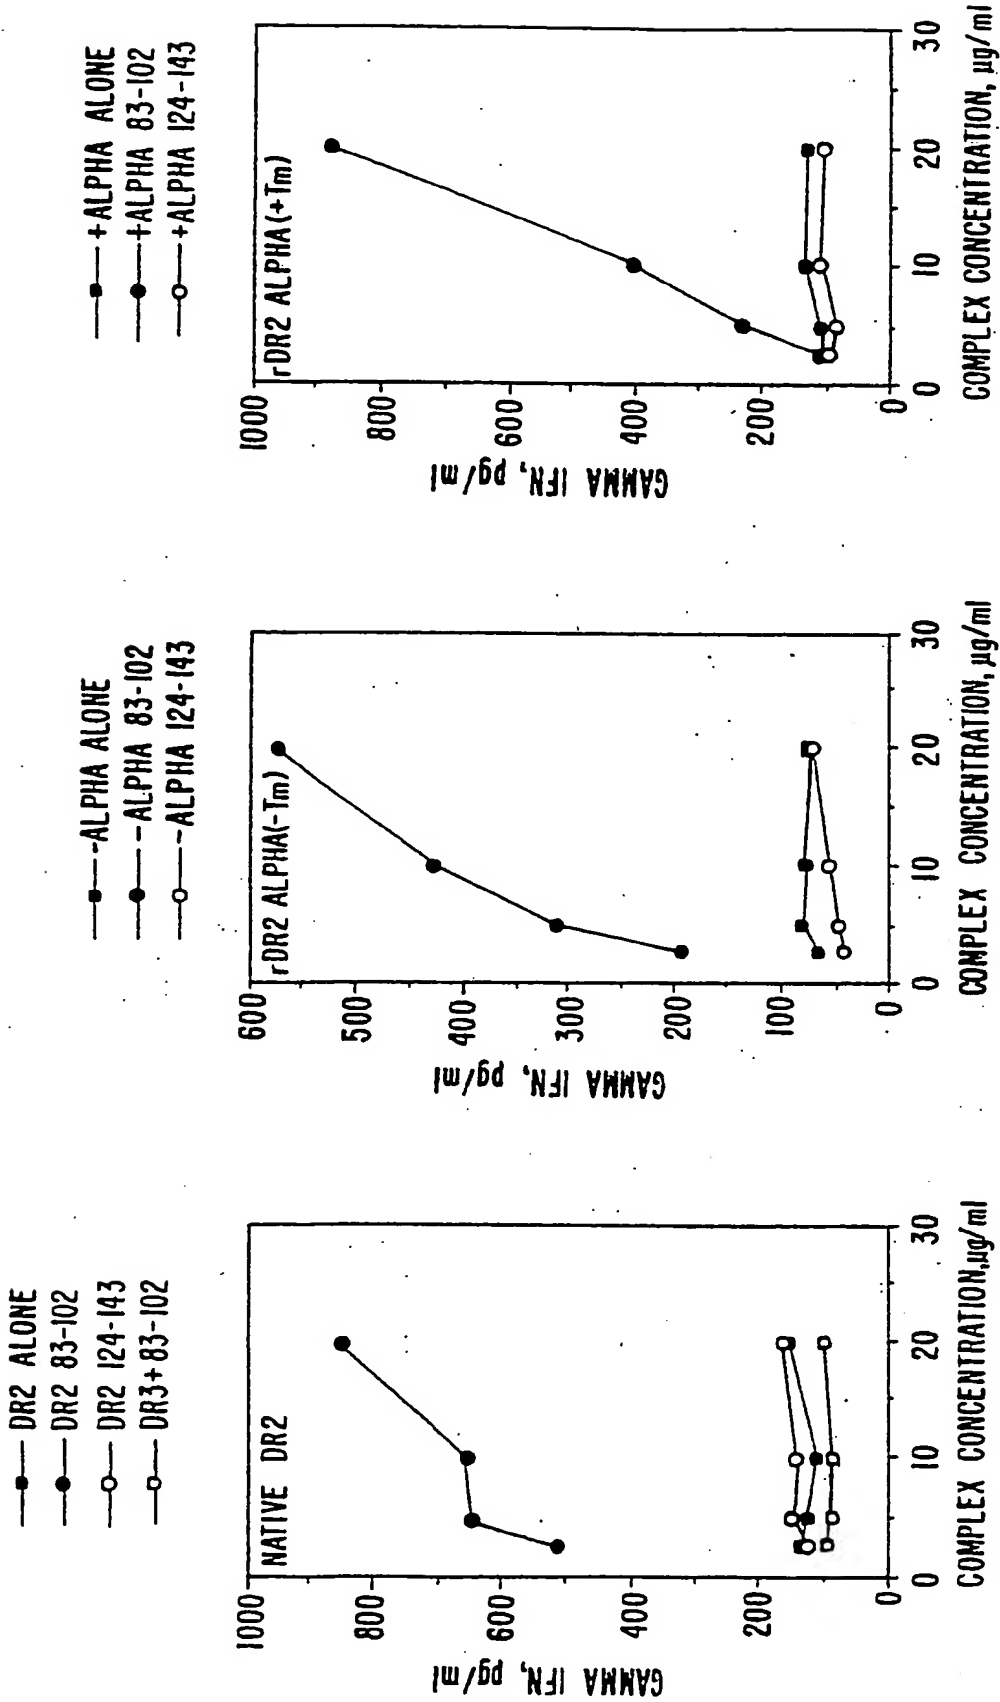 DR2 ALONE
DR2 83-102
DR2 124-143
DR3+83-102
NATIVE DR2
1000
800
600
400
200
0
GAMMA IFN, pg/ml
0 10 20 30
COMPLEX CONCENTRATION,µg/ml
-ALPHA ALONE
-ALPHA 83-102
-ALPHA 124-143
rDR2 ALPHA(-Tm)
600
500
400
300
200
100
0
GAMMA IFN, pg/ml
0 10 20 30
COMPLEX CONCENTRATION,µg/ml
+ALPHA ALONE
+ALPHA 83-102
+ALPHA 124-143
rDR2 ALPHA(+Tm)
1000
800
600
400
200
0
GAMMA IFN, pg/ml
0 10 20 30
COMPLEX CONCENTRATION, µg/ml